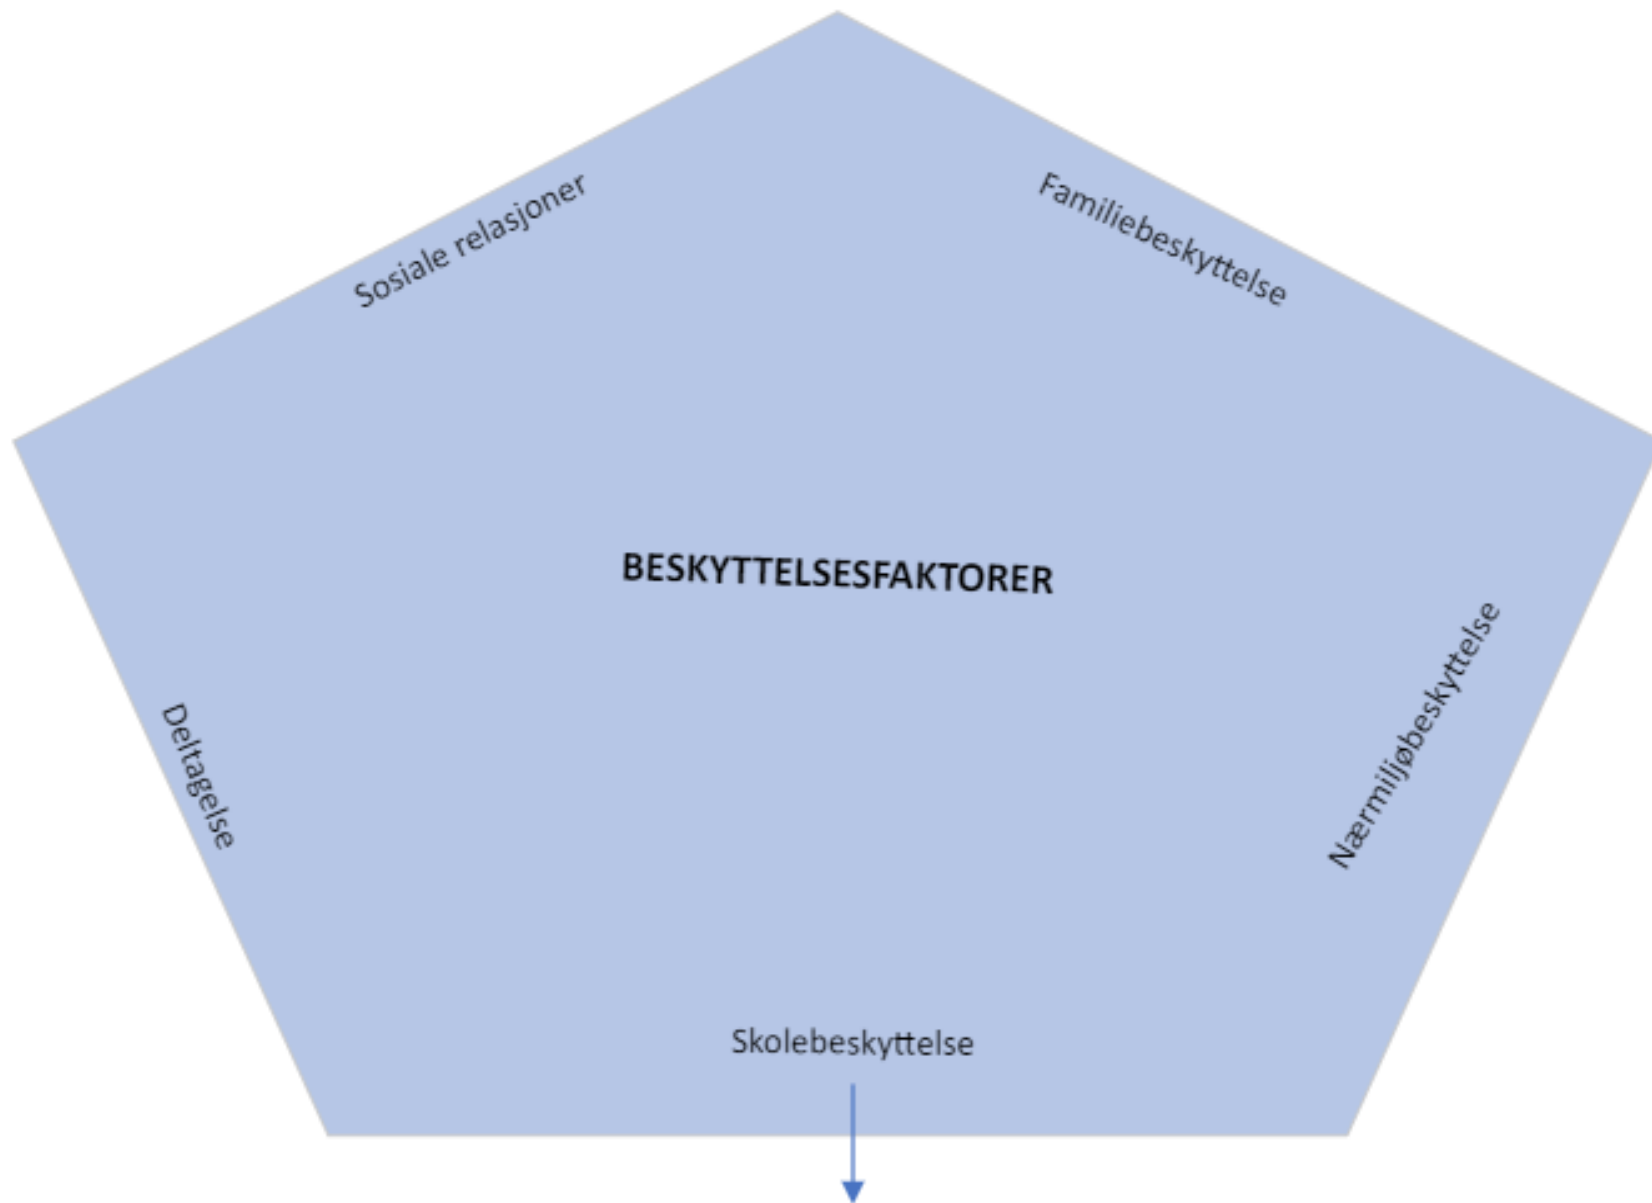 Sosiale relasjoner
Familiebeskyttelse
BESKYTTELSESFAKTORER
Deltagelse
Nærmiljøbeskyttelse
Skolebeskyttelse